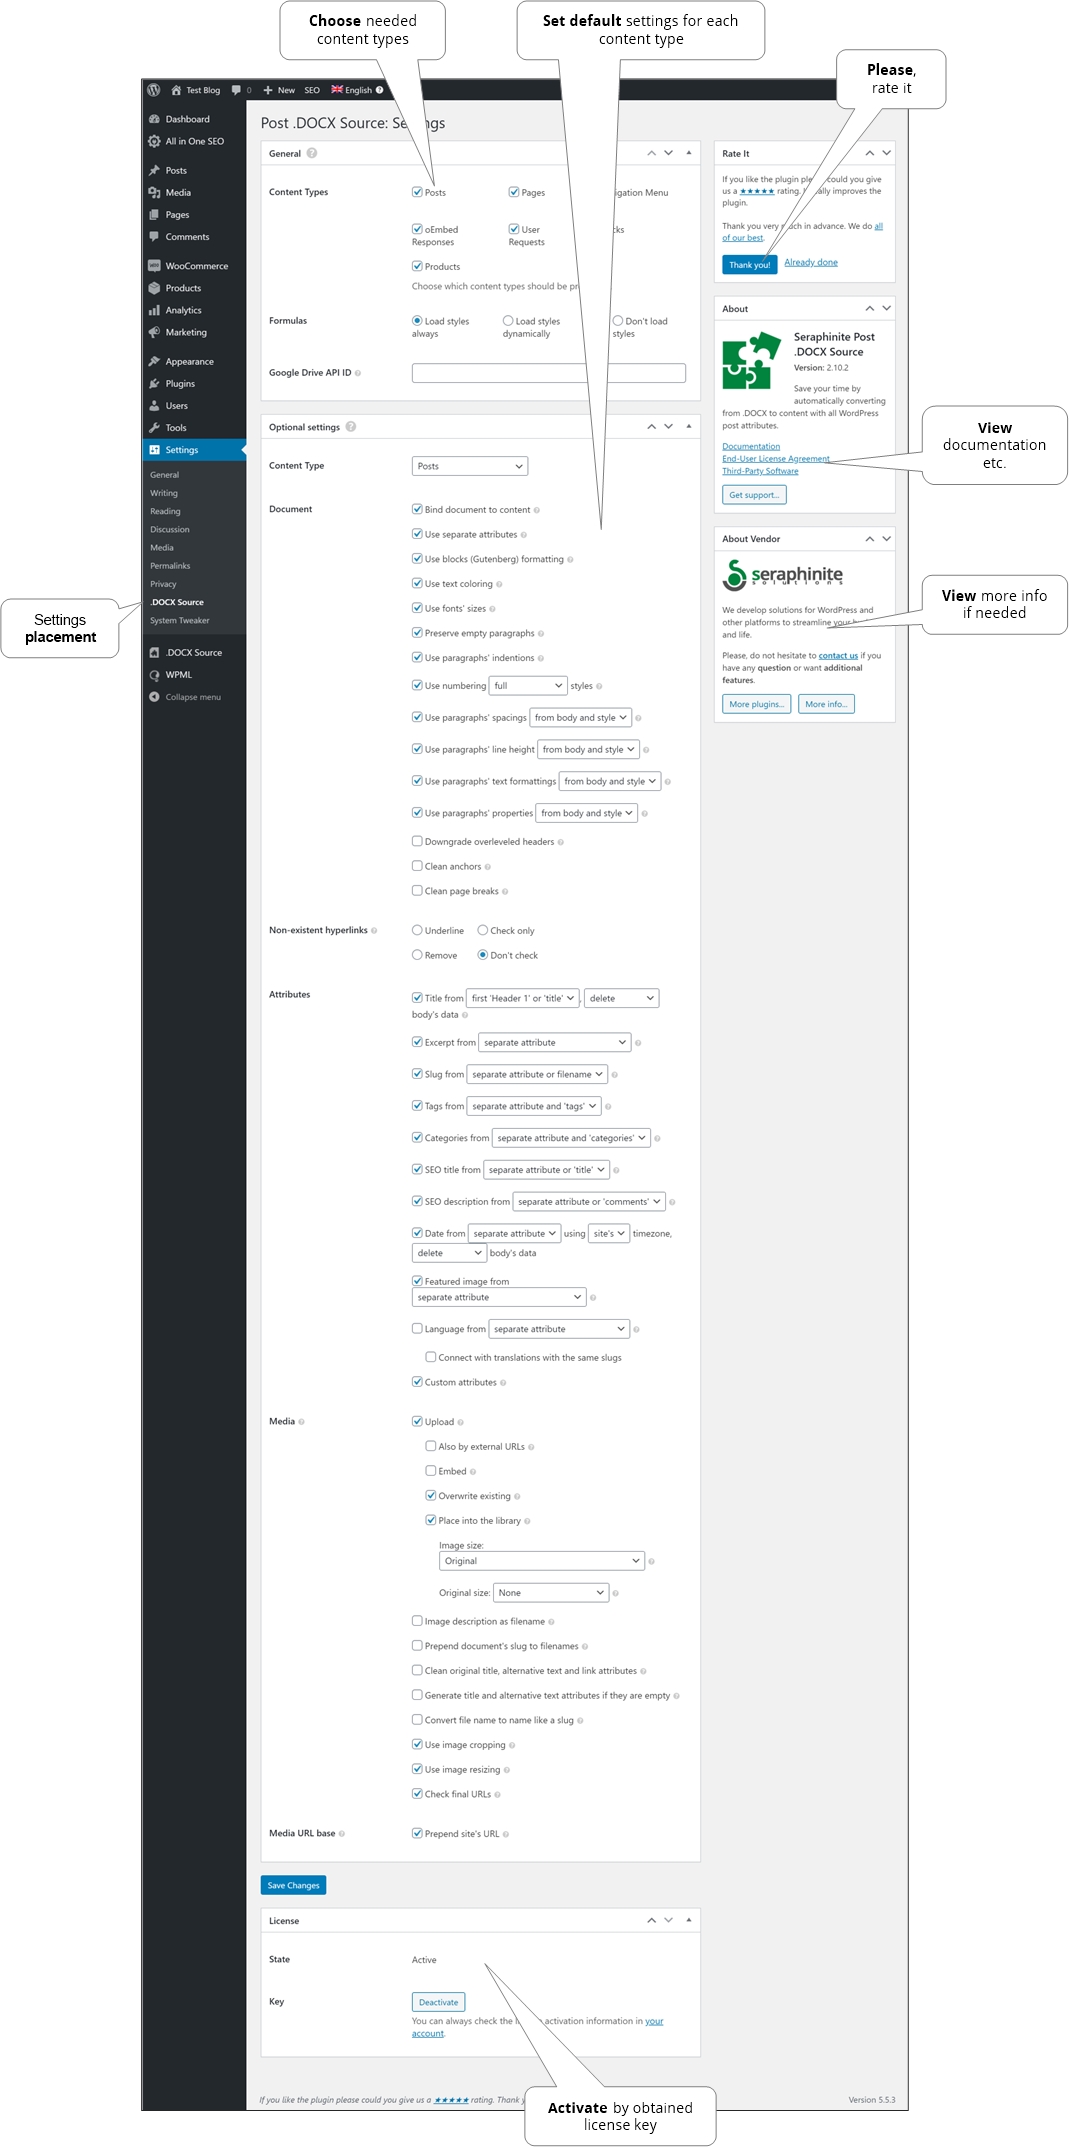 Choose needed
content types
Set default settings for each
content type
Please,
rate it
Test Blog 0 New SEO English
Post .DOCX Source: Se gs
Dashboard
All in One SEO
Posts
Media
Pages
Comments
WooCommerce
Products
Analytics
Marketing
Appearance
Plugins
Users
Tools
Settings
General
Writing
Reading
Discussion
Media
Permalinks
Privacy
.DOCX Source
System Tweaker
.DOCX Source
WPML
Collapse menu
Settings
placement
General
Content Types
Posts Pages igation Menu
oEmbed
Responses
User
Requests
cks
Products
Choose which content types should be pr
Formulas
Load styles
always
Load styles
dynamically
Don't load
styles
Google Drive API ID
Optional settings
Content Type Posts
Document
Bind document to content
Use separate attributes
Use blocks (Gutenberg) formatting
Use text coloring
Use fonts' sizes
Preserve empty paragraphs
Use paragraphs' indentions
Use numbering full styles
Use paragraphs' spacings from body and style
Use paragraphs' line height from body and style
Use paragraphs' text formattings from body and style
Use paragraphs' properties from body and style
Downgrade overleveled headers
Clean anchors
Clean page breaks
Non-existent hyperlinks
Underline Check only
Remove Don't check
Attributes
Title from first 'Header 1' or 'title' , delete
body's data
Excerpt from separate attribute
Slug from separate attribute or filename
Tags from separate attribute and 'tags'
Categories from separate attribute and 'categories'
SEO title from separate attribute or 'title'
SEO description from separate attribute or 'comments'
Date from separate attribute using site's timezone,
delete body's data
Featured image from
separate attribute
Language from separate attribute
Connect with translations with the same slugs
Custom attributes
Media
Upload
Also by external URLs
Embed
Overwrite existing
Place into the library
Image size:
Original
Original size: None
Image description as filename
Prepend document's slug to filenames
Clean original title, alternative text and link attributes
Generate title and alternative text attributes if they are empty
Convert file name to name like a slug
Use image cropping
Use image resizing
Check final URLs
Media URL base Prepend site's URL
Save Changes
License
State Active
Key Deactivate
You can always check the li activation information in your
account.
If you like the plugin please could you give us a ★★★★★ rating. Thank y
Version 5.5.3
Activate by obtained
license key
Rate It
If you like the plugin ple could you give
us a ★★★★★ rating. ally improves the
plugin.
Thank you very ch in advance. We do all
of our best.
Thank you! Already done
About
Seraphinite Post
.DOCX Source
Version: 2.10.2
Save your time by
automatically converting
from .DOCX to content with all WordPress
post attributes.
Documentation
End-User License Agreement
Third-Party Software
Get support...
View
documentation
etc.
About Vendor
seraphinite
solutions
We develop solutions for WordPress and
other platforms to streamline your
and life.
Please, do not hesitate to contact us if you
have any question or want additional
features.
More plugins... More info...
View more info
if needed